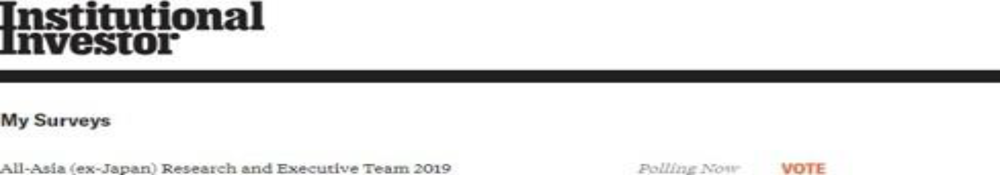 Institutional
Investor
My Surveys
All-Asia (ex-Japan) Research and Executive Team 2019 Polling Now VOTE